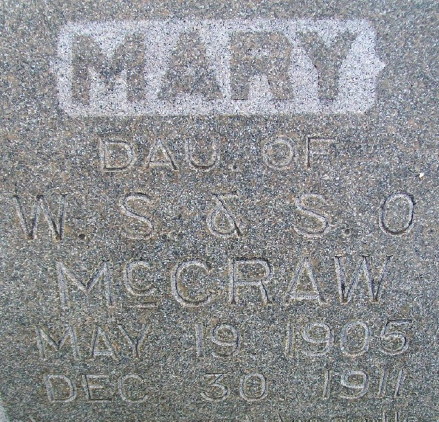 MARY
DAU. OF
W. S. & S. O
McCRAW
MAY 19 1905
DEC 30 1911